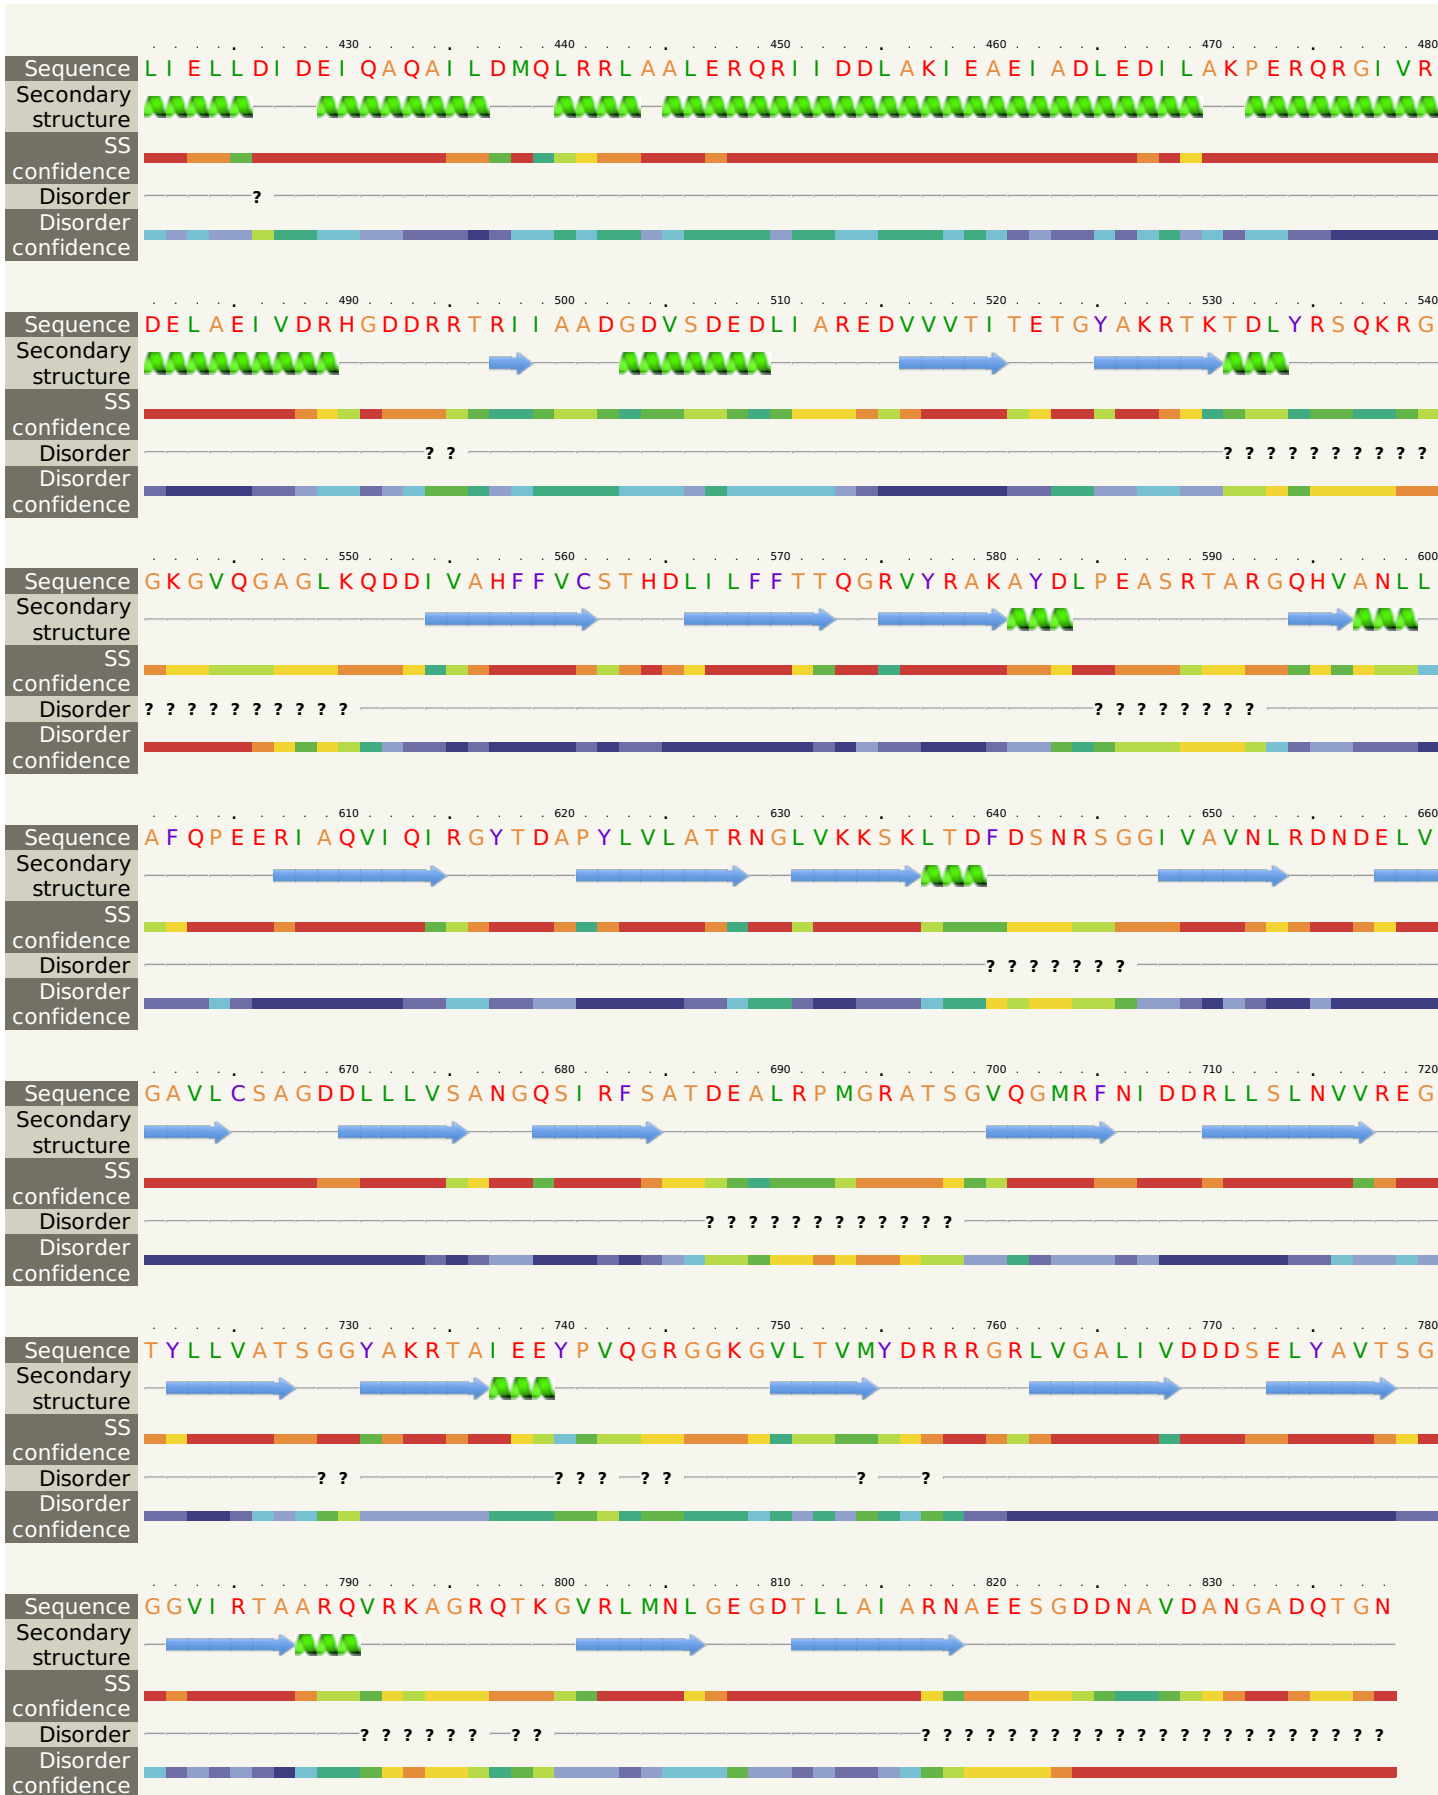 430 440 450 460 470 480
Sequence L I E L L D I D E I Q A Q A I L D M Q L R R L A A L E R Q R I I D D L A K I E A E I A D L E D I L A K P E R Q R G I V R
Secondary
structure
SS
confidence
Disorder ?
Disorder
confidence
490 500 510 520 530 540
Sequence D E L A E I V D R H G D D R R T R I I A A D G D V S D E D L I A R E D V V V T I T E T G Y A K R T K T D L Y R S Q K R G
Secondary
structure
SS
confidence
Disorder ? ? ? ? ? ? ? ? ? ? ? ?
Disorder
confidence
550 560 570 580 590 600
Sequence G K G V Q G A G L K Q D D I V A H F F V C S T H D L I L F F T T Q G R V Y R A K A Y D L P E A S R T A R G Q H V A N L L
Secondary
structure
SS
confidence
Disorder ? ? ? ? ? ? ? ? ? ? ? ? ? ? ? ? ? ?
Disorder
confidence
610 620 630 640 650 660
Sequence A F Q P E E R I A Q V I Q I R G Y T D A P Y L V L A T R N G L V K K S K L T D F D S N R S G G I V A V N L R D N D E L V
Secondary
structure
SS
confidence
Disorder ? ? ? ? ? ? ?
Disorder
confidence
670 680 690 700 710 720
Sequence G A V L C S A G D D L L L V S A N G Q S I R F S A T D E A L R P M G R A T S G V Q G M R F N I D D R L L S L N V V R E G
Secondary
structure
SS
confidence
Disorder ? ? ? ? ? ? ? ? ? ? ? ?
Disorder
confidence
730 740 750 760 770 780
Sequence T Y L L V A T S G G Y A K R T A I E E Y P V Q G R G G K G V L T V M Y D R R R G R L V G A L I V D D D S E L Y A V T S G
Secondary
structure
SS
confidence
Disorder ? ? ? ? ? ? ? ? ?
Disorder
confidence
790 800 810 820 830
Sequence G G V I R T A A R Q V R K A G R Q T K G V R L M N L G E G D T L L A I A R N A E E S G D D N A V D A N G A D Q T G N
Secondary
structure
SS
confidence
Disorder ? ? ? ? ? ? ? ? ? ? ? ? ? ? ? ? ? ? ? ? ? ? ? ? ? ? ? ? ? ?
Disorder
confidence